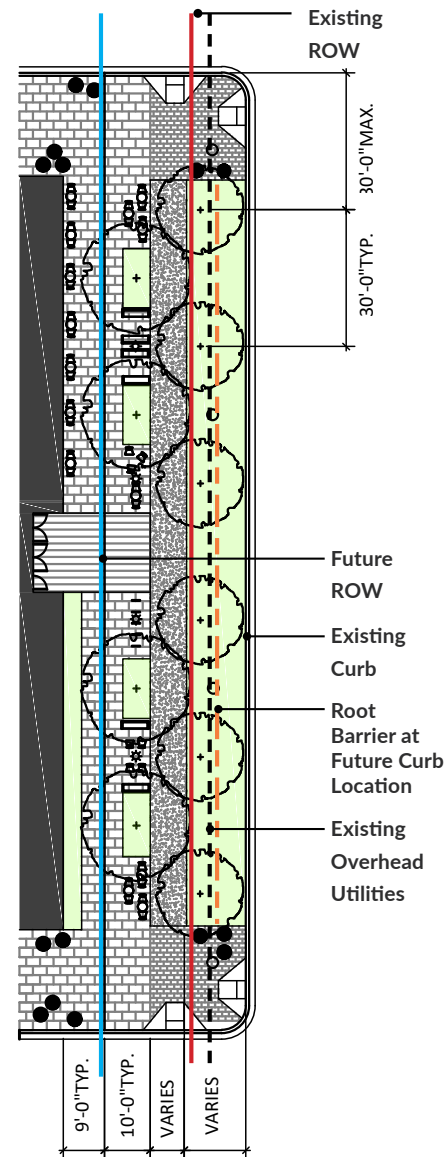 Existing
ROW
30'-0"MAX.
30'-0"TYP.
Future
ROW
Existing
Curb
Root
Barrier at
Future Curb
Location
Existing
Overhead
Utilities
9'-0"TYP.
10'-0"TYP.
VARIES
VARIES